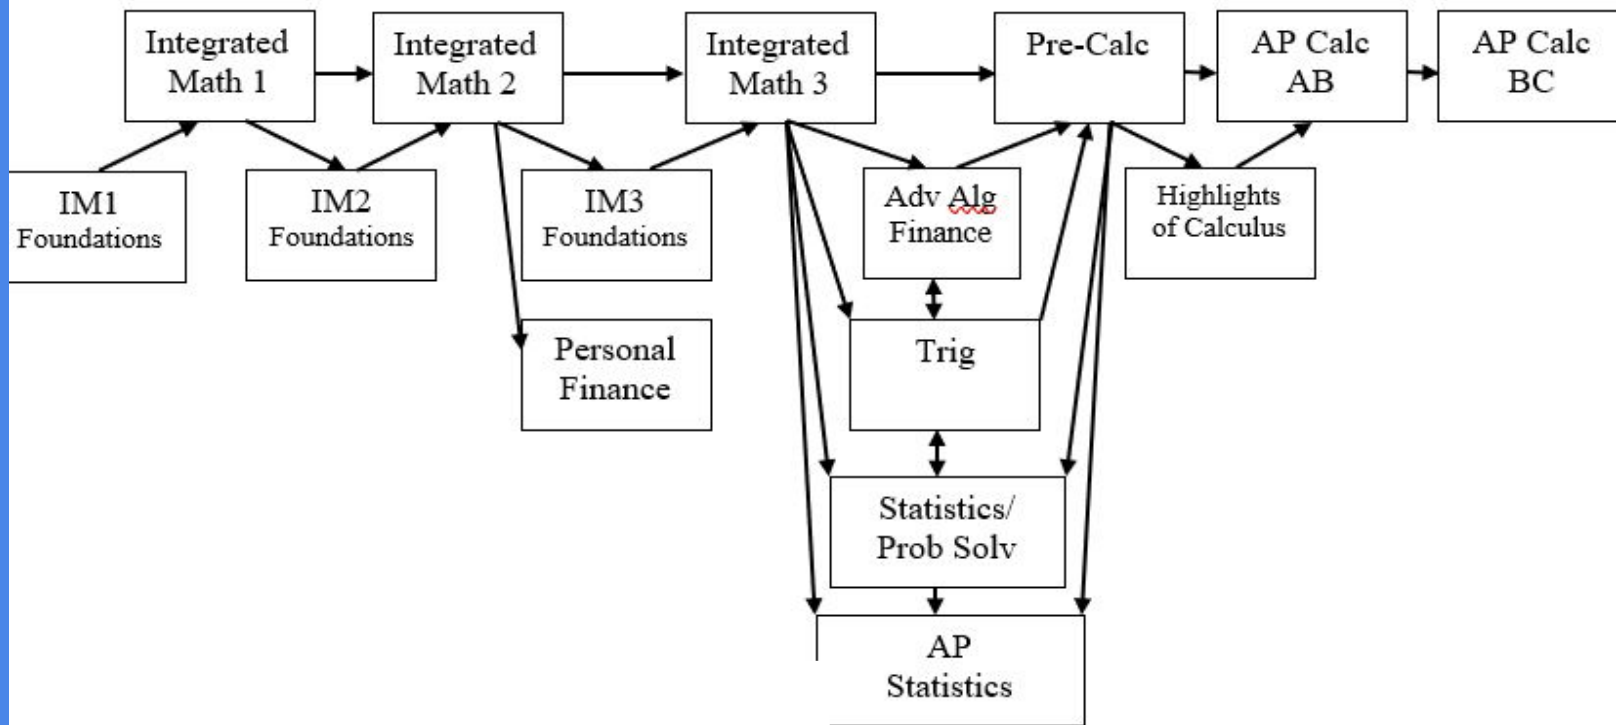 Integrated
Math 1
Integrated
Math 2
Integrated
Math 3
Pre-Calc
AP Calc
AB
AP Calc
BC
IM1
Foundations
IM2
Foundations
IM3
Foundations
Adv Alg
Finance
Highlights
of Calculus
Personal
Finance
Trig
Statistics/
Prob Solv
AP
Statistics